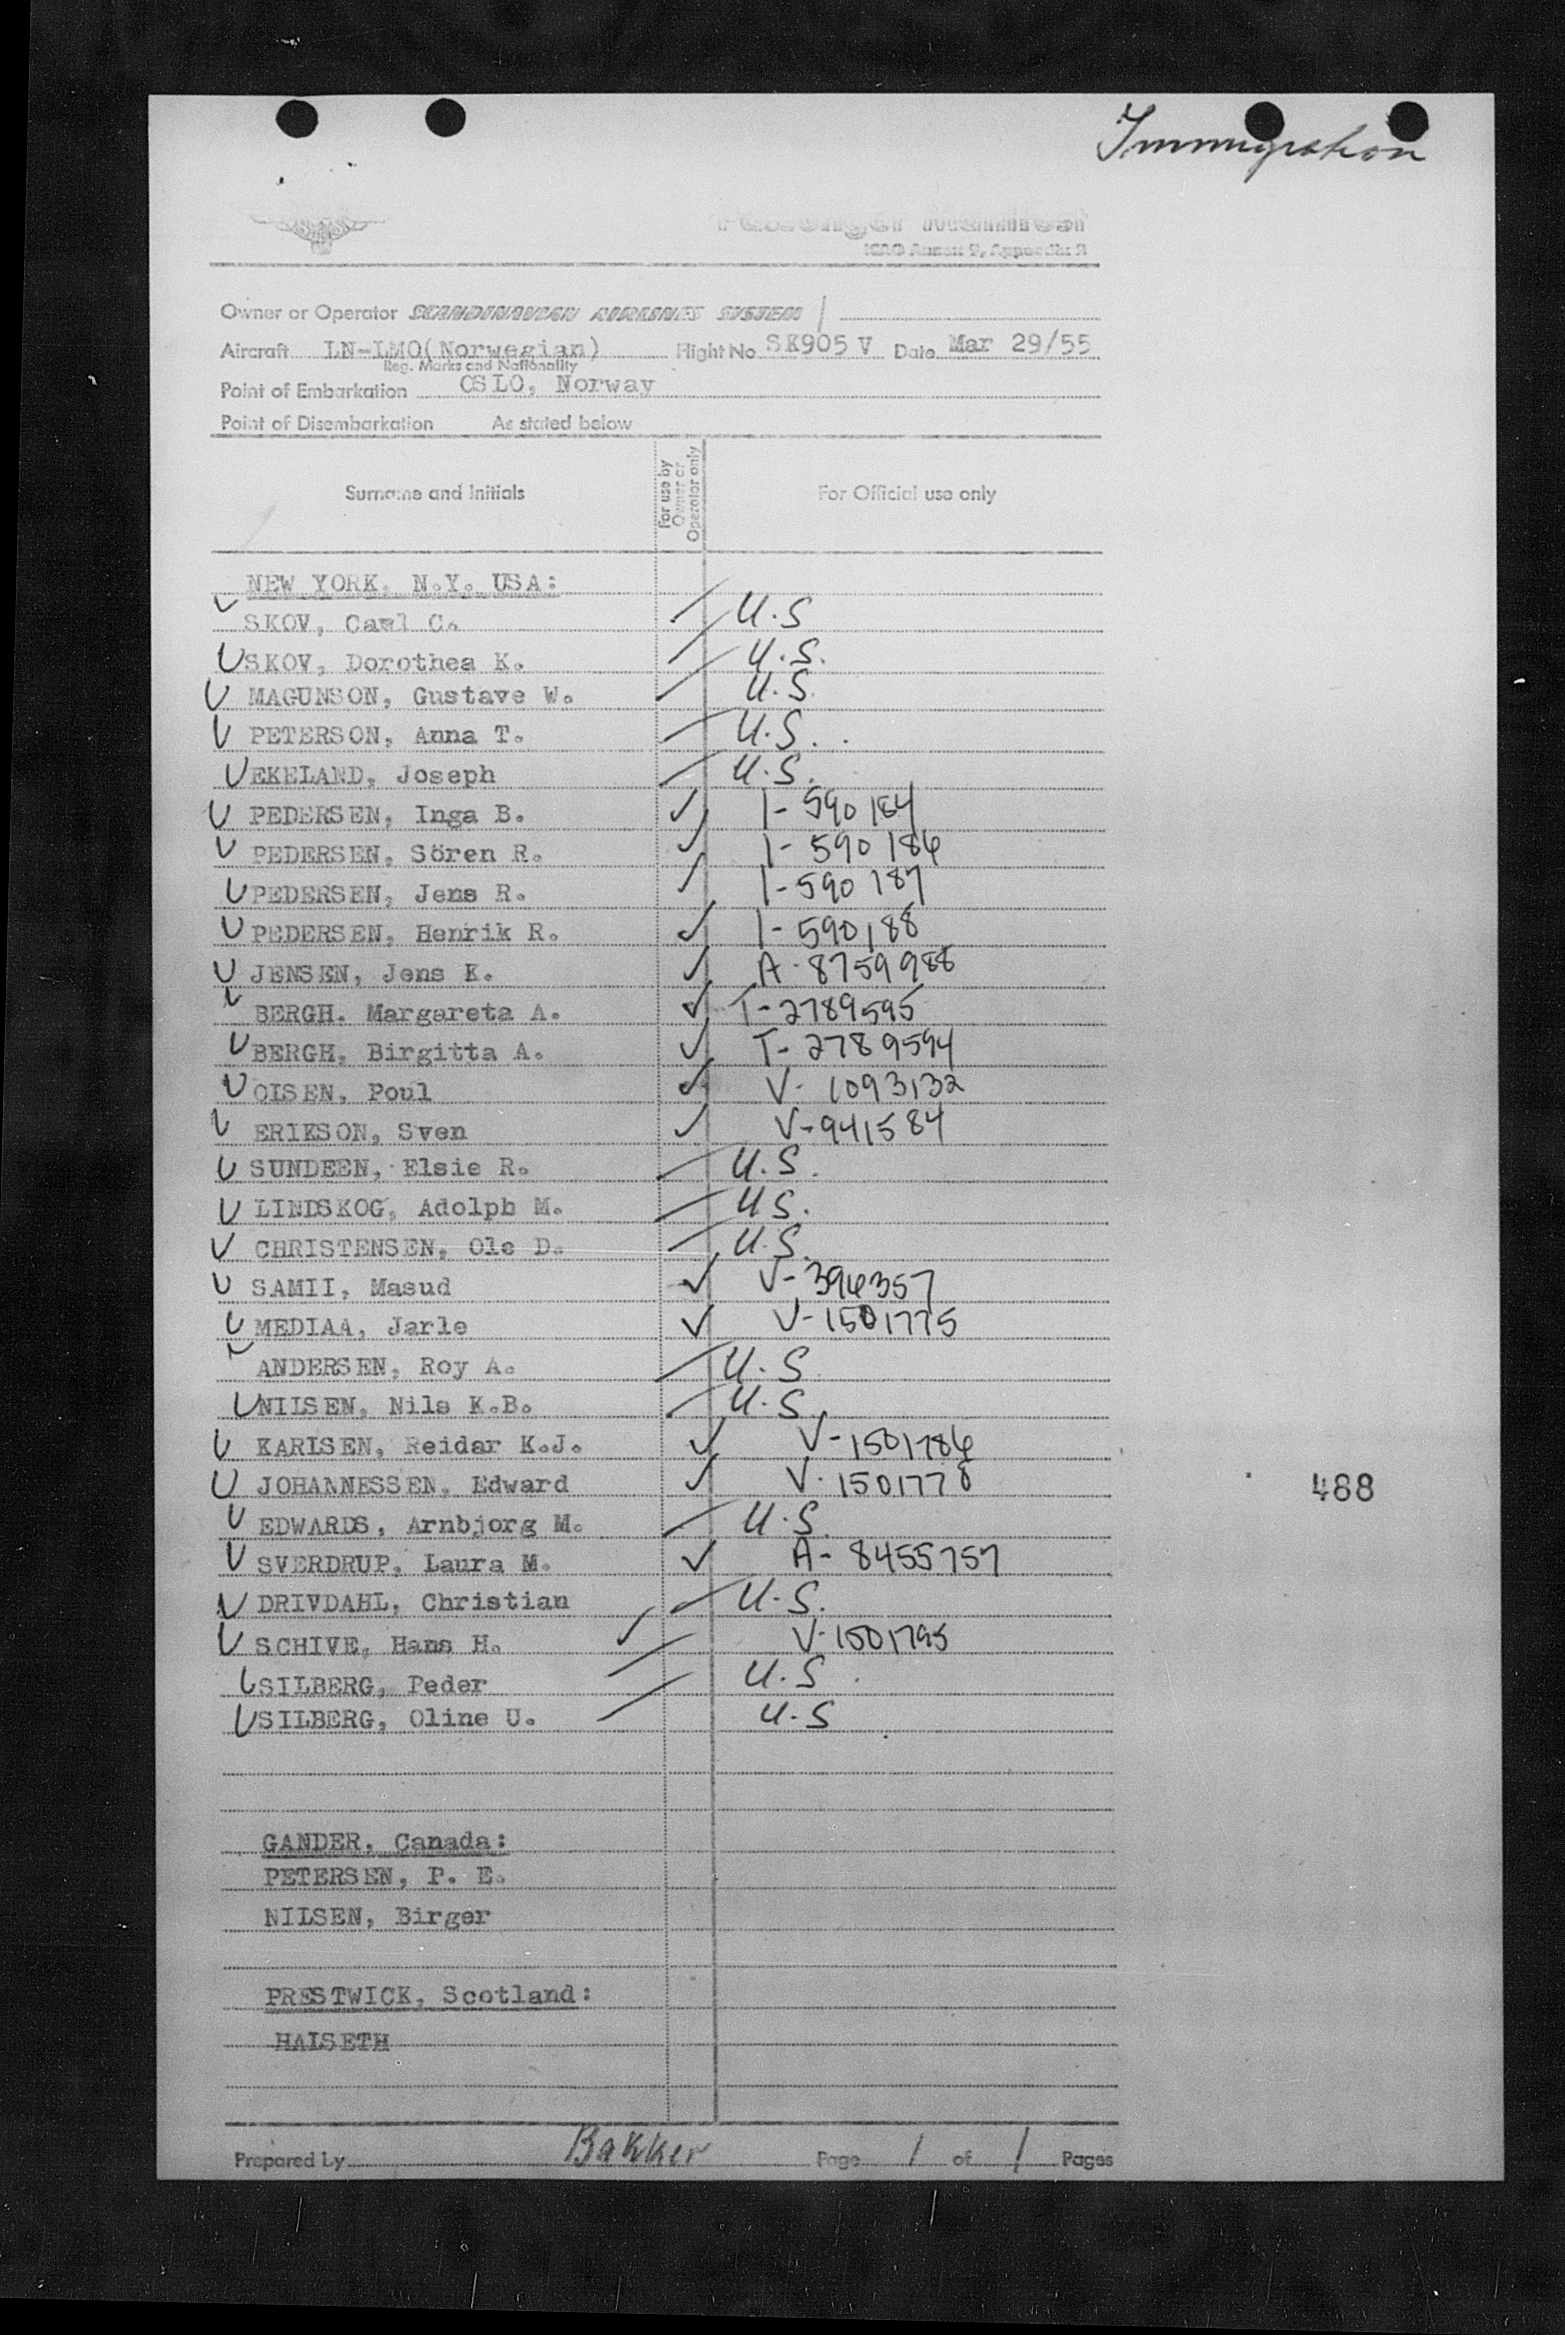 Immigration
Passenger Manifest
ICAO Annex 9, Appendix 3
Owner or Operator SCANDINAVIAN AIRLINES SYSTEM
Aircraft LN-LMO(Norwegian) Flight No SK905 V Date Mar 29/55
Reg. Marks and Nationality
Point of Embarkation OSLO, Norway
Point of Disembarkation As stated below
Surname and Initials For use by Owner or Operator only For Official use only
NEW YORK, N.Y. USA:
SKOV, Carl C. U.S
SKOV, Dorothea K. U.S.
MAGUNSON, Gustave W. U.S.
PETERSON, Anna T. U.S.
EKELAND, Joseph U.S.
PEDERSEN, Inga B. I-590184
PEDERSEN, Sören R. I-590186
PEDERSEN, Jens R. I-590187
PEDERSEN, Henrik R. I-590188
JENSEN, Jens K. A-8759988
BERGH. Margareta A. T-2789595
BERGH, Birgitta A. T-2789594
OLSEN, Poul V-1093132
ERIKSON, Sven V-941584
SUNDEEN, Elsie R. U.S.
LINDSKOG, Adolph M. U S.
CHRISTENSEN, Ole D. U.S.
SAMII, Masud V-396357
MEDIAA, Jarle V-1501775
ANDERSEN, Roy A. U.S
NILSEN, Nils K.B. U.S.
KARLSEN, Reidar K.J. V-1501786
JOHANNESSEN, Edward V-1501778
488
EDWARDS, Arnbjorg M. U.S.
SVERDRUP, Laura M. A-8455757
DRIVDAHL, Christian U.S.
SCHIVE, Hans H. V-1501795
SILBERG, Peder U.S.
SILBERG, Oline U. U.S
GANDER, Canada:
PETERSEN, P. E.
NILSEN, Birger
PRESTWICK, Scotland:
HALSETH
Prepared by Bakker Page 1 of 1 Pages